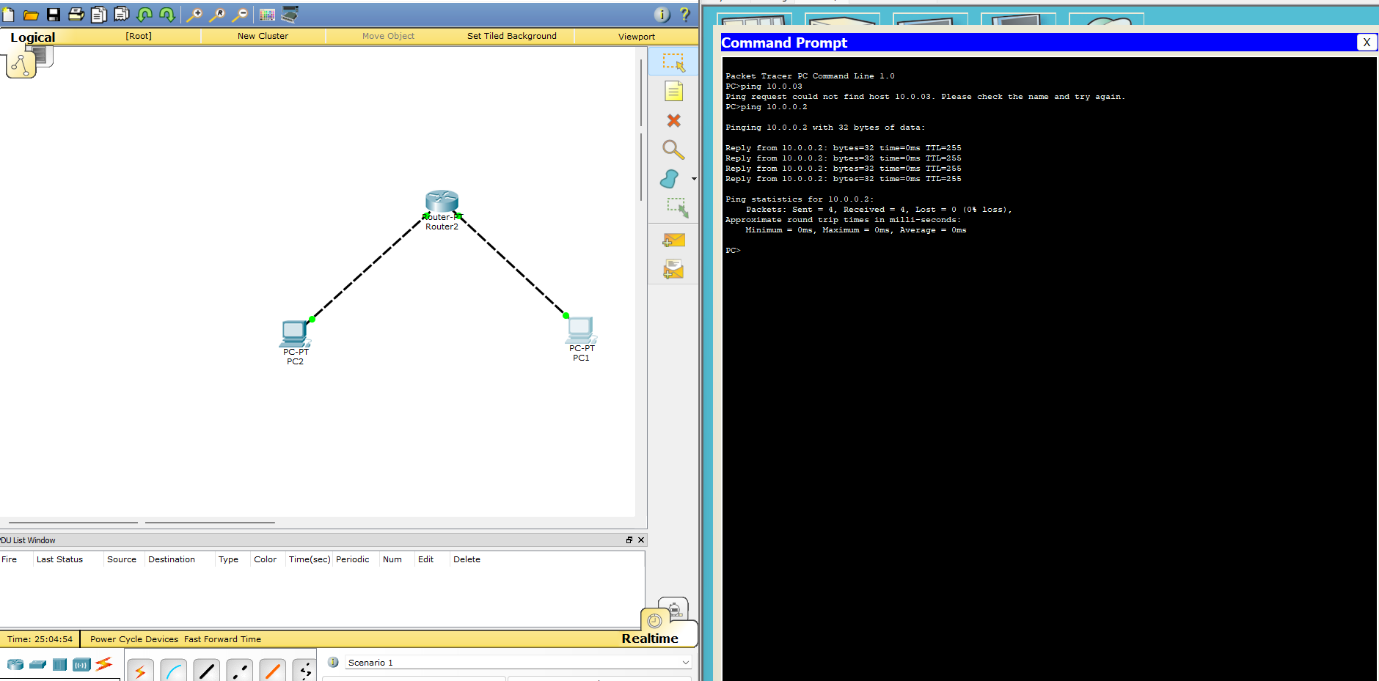 Logical
[Root]
New Cluster
Move Object
Set Tiled Background
Viewport
Router-PT
Router2
PC-PT
PC2
PC-PT
PC1
PDU List Window
Fire Last Status Source Destination Type Color Time(sec) Periodic Num Edit Delete
Time: 25:04:54 Power Cycle Devices Fast Forward Time
Realtime
Scenario 1
Command Prompt
X
Packet Tracer PC Command Line 1.0
PC>ping 10.0.03
Ping request could not find host 10.0.03. Please check the name and try again.
PC>ping 10.0.0.2
Pinging 10.0.0.2 with 32 bytes of data:
Reply from 10.0.0.2: bytes=32 time=0ms TTL=255
Reply from 10.0.0.2: bytes=32 time=0ms TTL=255
Reply from 10.0.0.2: bytes=32 time=0ms TTL=255
Reply from 10.0.0.2: bytes=32 time=0ms TTL=255
Ping statistics for 10.0.0.2:
Packets: Sent = 4, Received = 4, Lost = 0 (0% loss),
Approximate round trip times in milli-seconds:
Minimum = 0ms, Maximum = 0ms, Average = 0ms
PC>